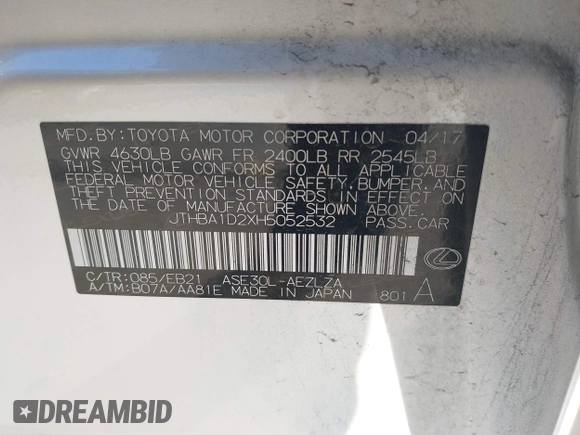 MFD.BY:TOYOTA MOTOR CORPORATION 04/17
GVWR 4630LB GAWR FR 2400LB RR 2545LB
THIS VEHICLE CONFORMS TO ALL APPLICABLE
FEDERAL MOTOR VEHICLE SAFETY,BUMPER,AND
THEFT PREVENTION STANDARDS IN EFFECT ON
THE DATE OF MANUFACTURE SHOWN ABOVE.
JTHBA1D2XH5052532 PASS.CAR
C/TR:085/EB21 ASE30L-AEZLZA
A/TM:B07A/AA81E MADE IN JAPAN 801 A
DREAMBID